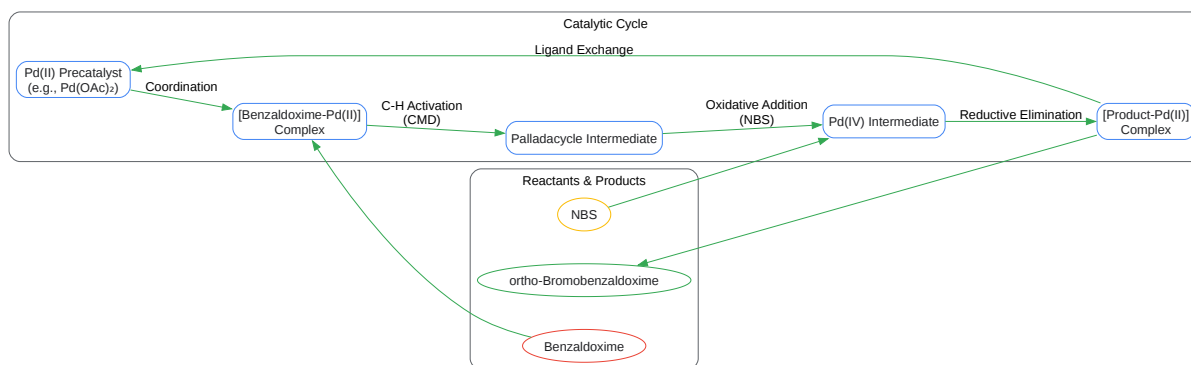 Catalytic Cycle
Ligand Exchange
Pd(II) Precatalyst
(e.g., Pd(OAc)₂)
Coordination
[Benzaldoxime-Pd(II)]
Complex
C-H Activation
(CMD)
Palladacycle Intermediate
Oxidative Addition
(NBS)
Pd(IV) Intermediate
Reductive Elimination
[Product-Pd(II)]
Complex
Reactants & Products
NBS
ortho-Bromobenzaldoxime
Benzaldoxime